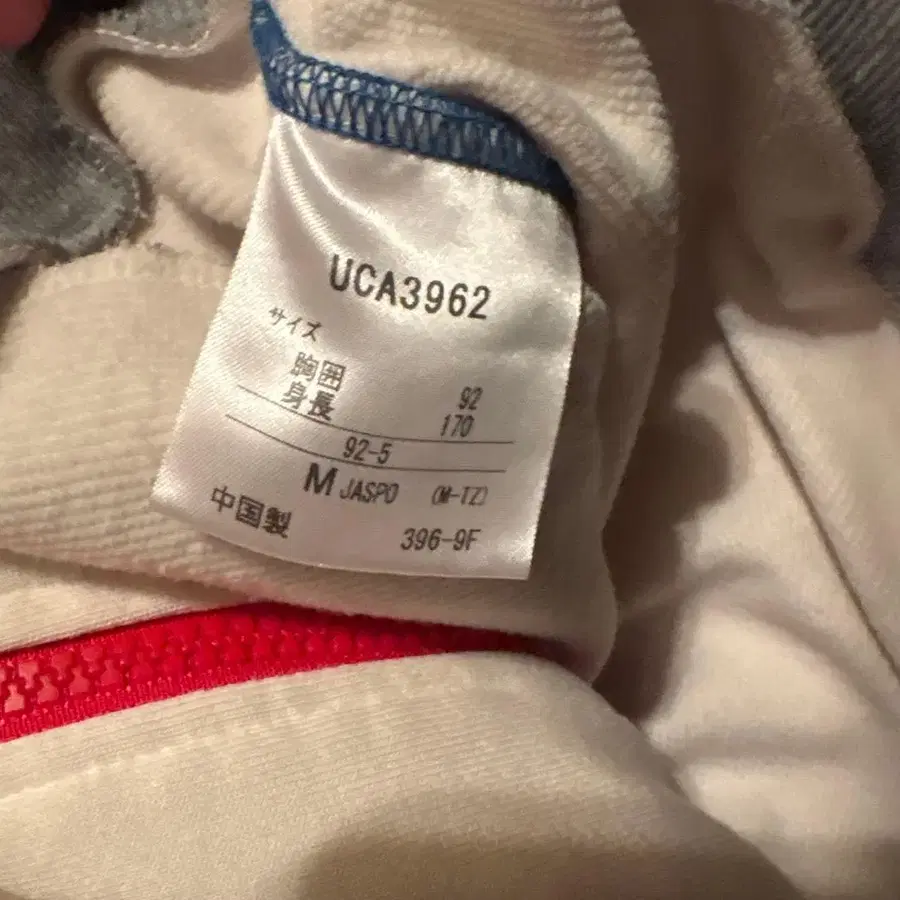 UCA3962
サイズ
胸囲 92
身長 170
92-5
M JASPO (M-TZ)
中国製 396-9F